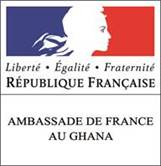 Liberté • Égalité • Fraternité
RÉPUBLIQUE FRANÇAISE
AMBASSADE DE FRANCE
AU GHANA